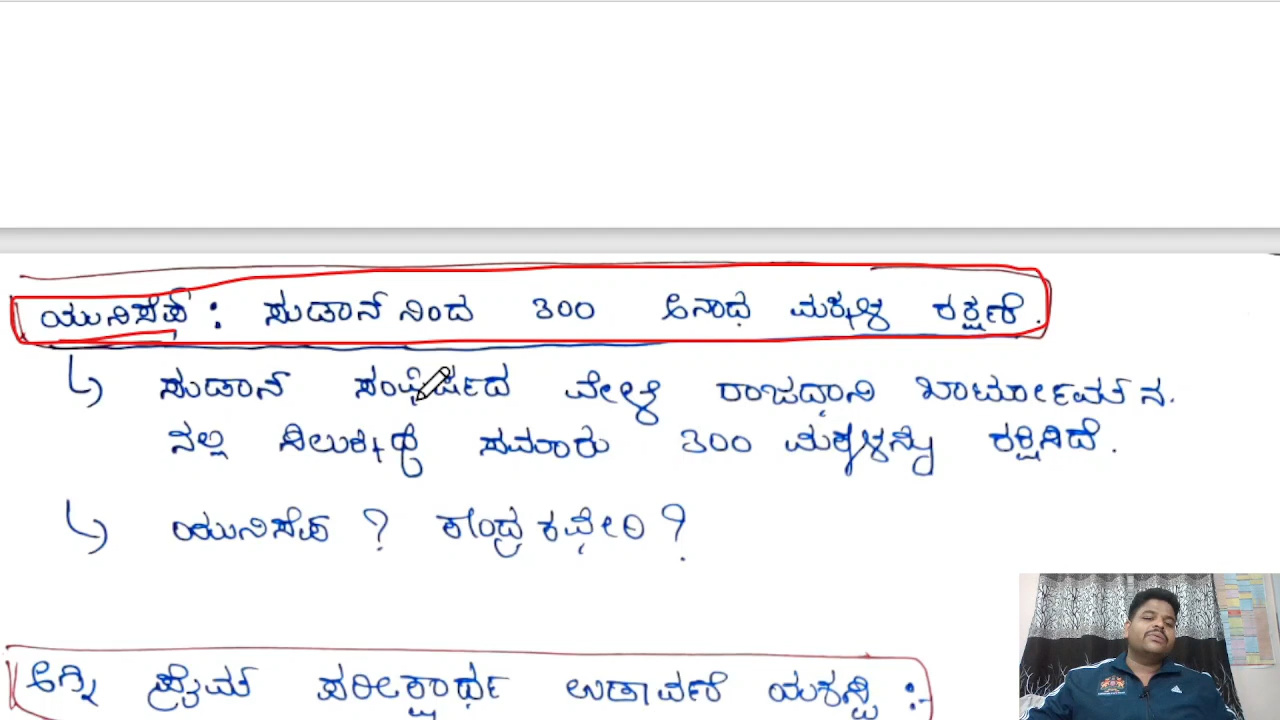 ಯುನಿಸೆಫ್ : ಸುಡಾನ್ ನಿಂದ 300 ಅನಾಥ ಮಕ್ಕಳ ರಕ್ಷಣೆ.
↳ ಸುಡಾನ್ ಸಂಘರ್ಷದ ವೇಳೆ ರಾಜಧಾನಿ ಖಾರ್ಟೂಮ್ ನ.
ನಲ್ಲಿ ಸಿಲುಕಿದ್ದ ಸುಮಾರು 300 ಮಕ್ಕಳನ್ನು ರಕ್ಷಿಸಿದೆ.
↳ ಯುನಿಸೆಫ ? ಕೇಂದ್ರ ಕಛೇರಿ ?
ಅಗ್ನಿ ಪ್ರೈಮ್ ಪರೀಕ್ಷಾರ್ಥ ಉಡಾವಣೆ ಯಶಸ್ವಿ :-